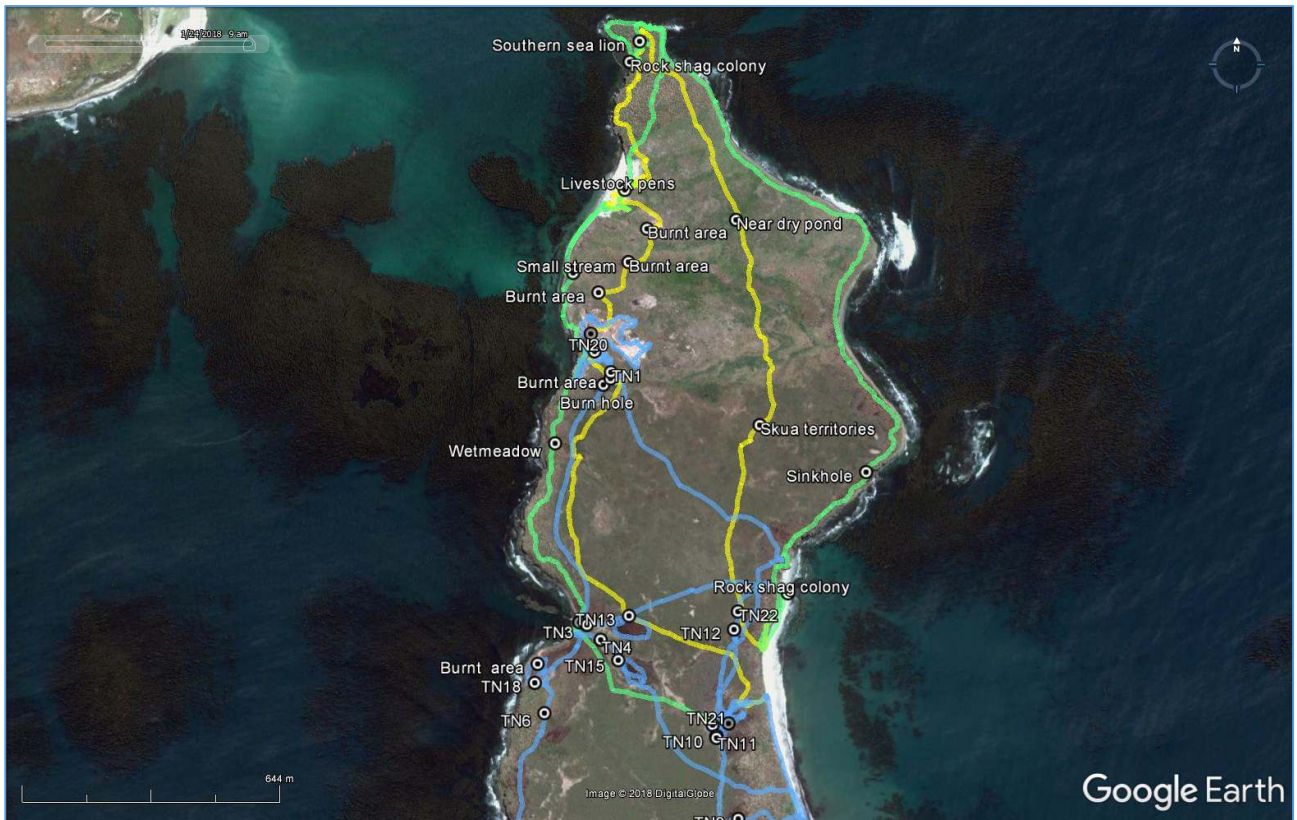 1/24/2018 9 am
N
Southern sea lion
Rock shag colony
Livestock pens
Near dry pond
Burnt area
Small stream
Burnt area
Burnt area
TN20
TN1
Burnt area
Burn hole
Skua territories
Wetmeadow
Sinkhole
Rock shag colony
TN13
TN22
TN3
TN12
TN4
TN15
Burnt area
TN18
TN6
TN21
TN10
TN11
644 m
Image © 2018 DigitalGlobe
Google Earth